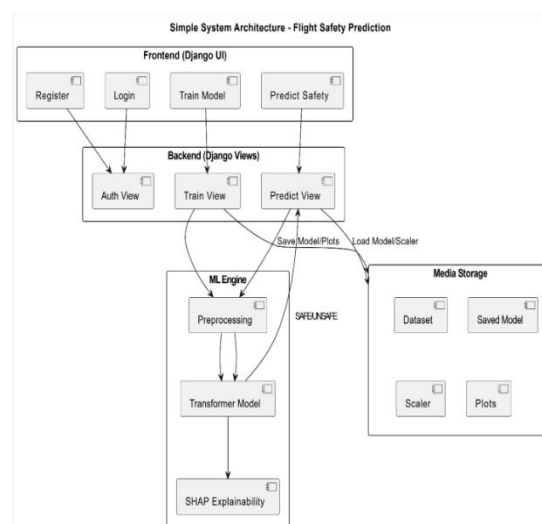 Simple System Architecture - Flight Safety Prediction
Frontend (Django UI)
Register
Login
Train Model
Predict Safety
Backend (Django Views)
Auth View
Train View
Predict View
Save Model/Plots
Load Model/Scaler
ML Engine
Media Storage
Preprocessing
SAFE/UNSAFE
Dataset
Saved Model
Transformer Model
Scaler
Plots
SHAP Explainability